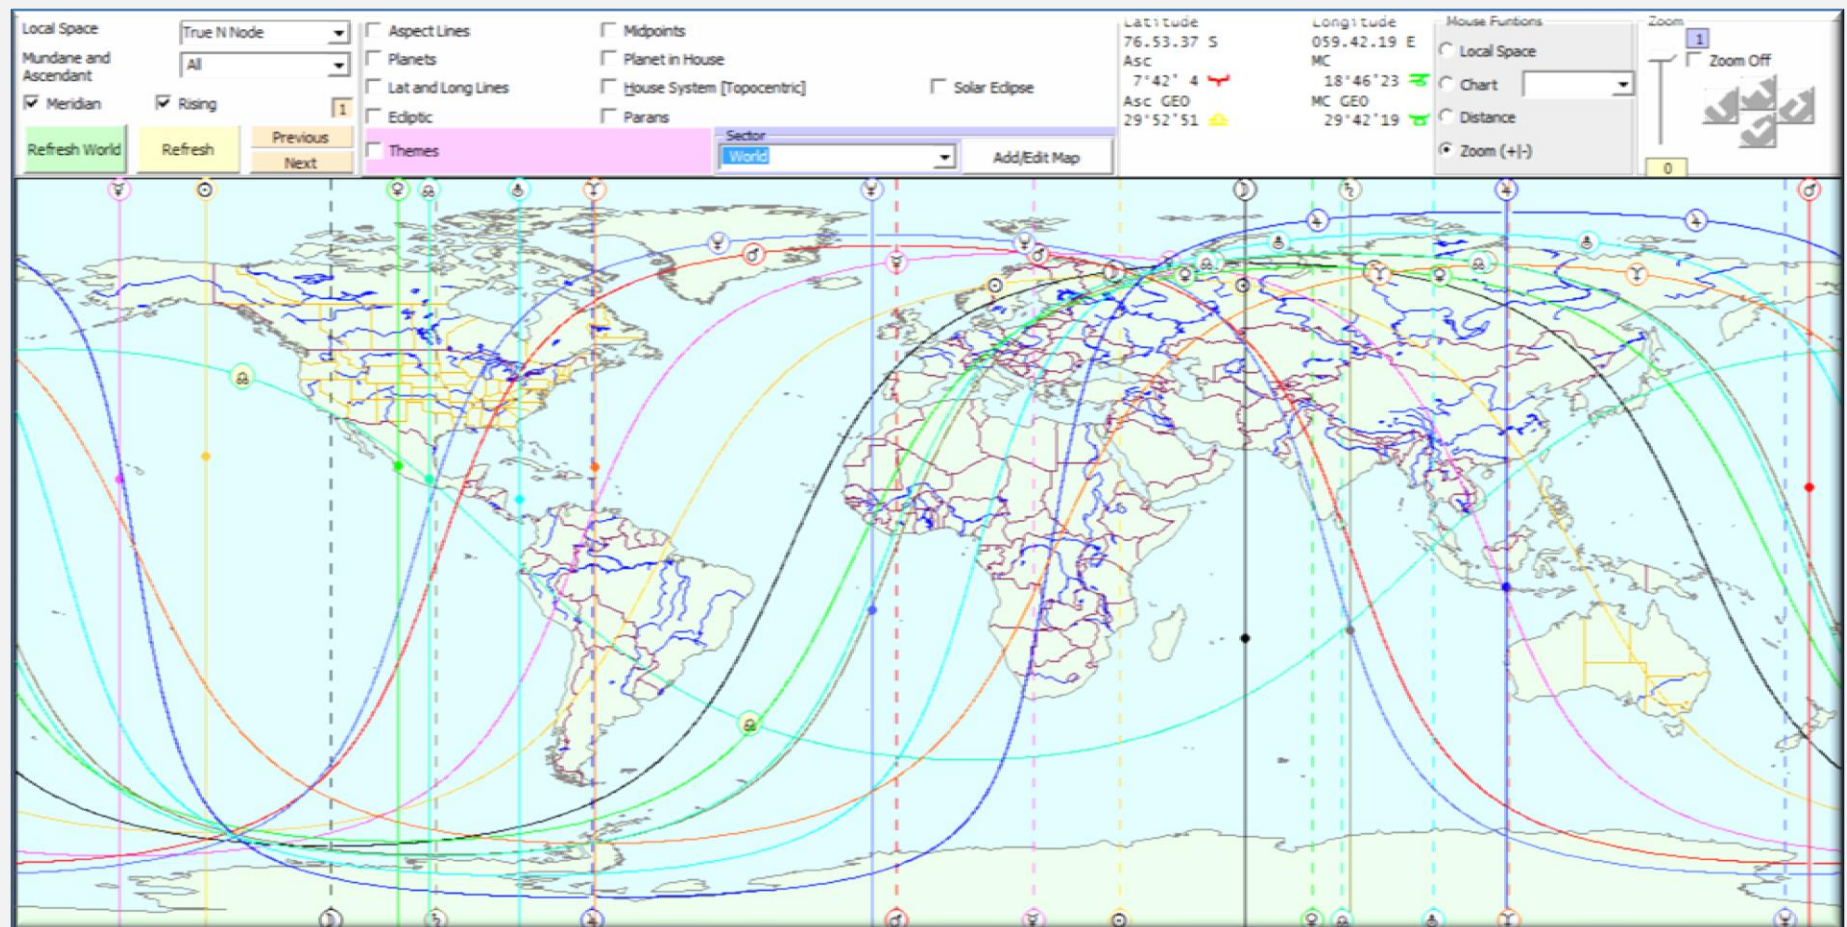 Local Space
True N Node
Mundane and
Ascendant
All
Meridian
Rising
1
Refresh World
Refresh
Previous
Next
Aspect Lines
Planets
Lat and Long Lines
Ecliptic
Themes
Midpoints
Planet in House
House System [Topocentric]
Parans
Solar Eclipse
Sector
World
Add/Edit Map
Latitude
76.53.37 S
Asc
7°42' 4
Asc GEO
29°52'51
Longitude
059.42.19 E
MC
18°46'23
MC GEO
29°42'19
Mouse Funtions
Local Space
Chart
Distance
Zoom (+|-)
Zoom
1
Zoom Off
0